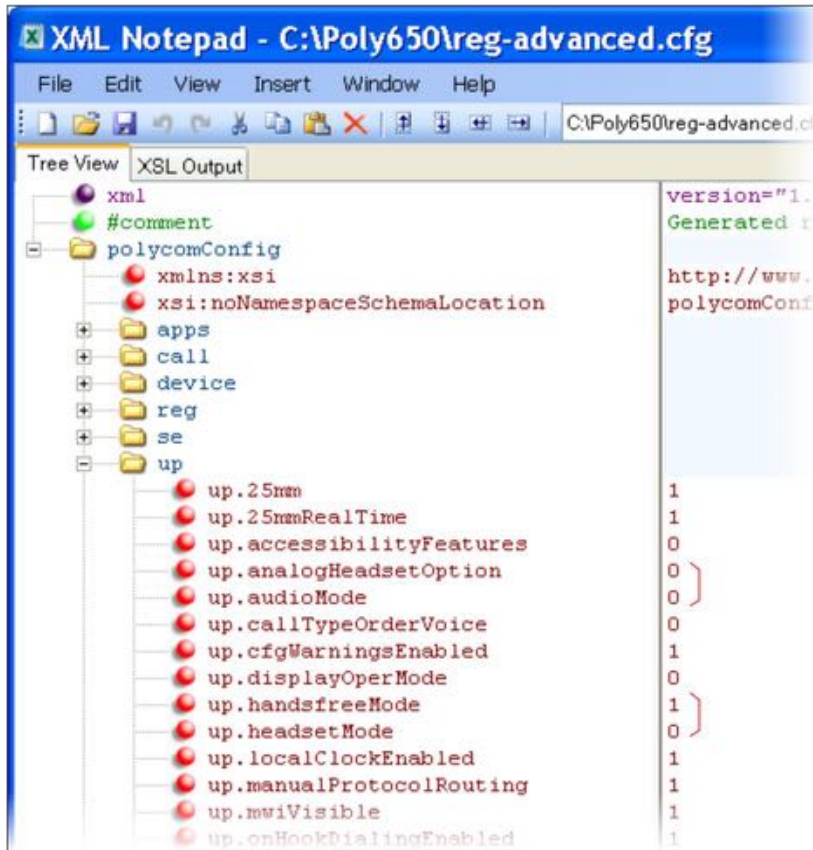 XML Notepad - C:\Poly650\reg-advanced.cfg
File Edit View Insert Window Help
C:\Poly650\reg-advanced.c
Tree View XSL Output
xml version="1.
#comment Generated
polycomConfig
xmlns:xsi http://www.
xsi:noNamespaceSchemaLocation polycomConf
apps
call
device
reg
se
up
up.25mm 1
up.25mmRealTime 1
up.accessibilityFeatures 0
up.analogHeadsetOption 0
up.audioMode 0
up.callTypeOrderVoice 0
up.cfgWarningsEnabled 1
up.displayOperMode 0
up.handsfreeMode 1
up.headsetMode 0
up.localClockEnabled 1
up.manualProtocolRouting 1
up.mwiVisible 1
up.onHookDialingEnabled 1